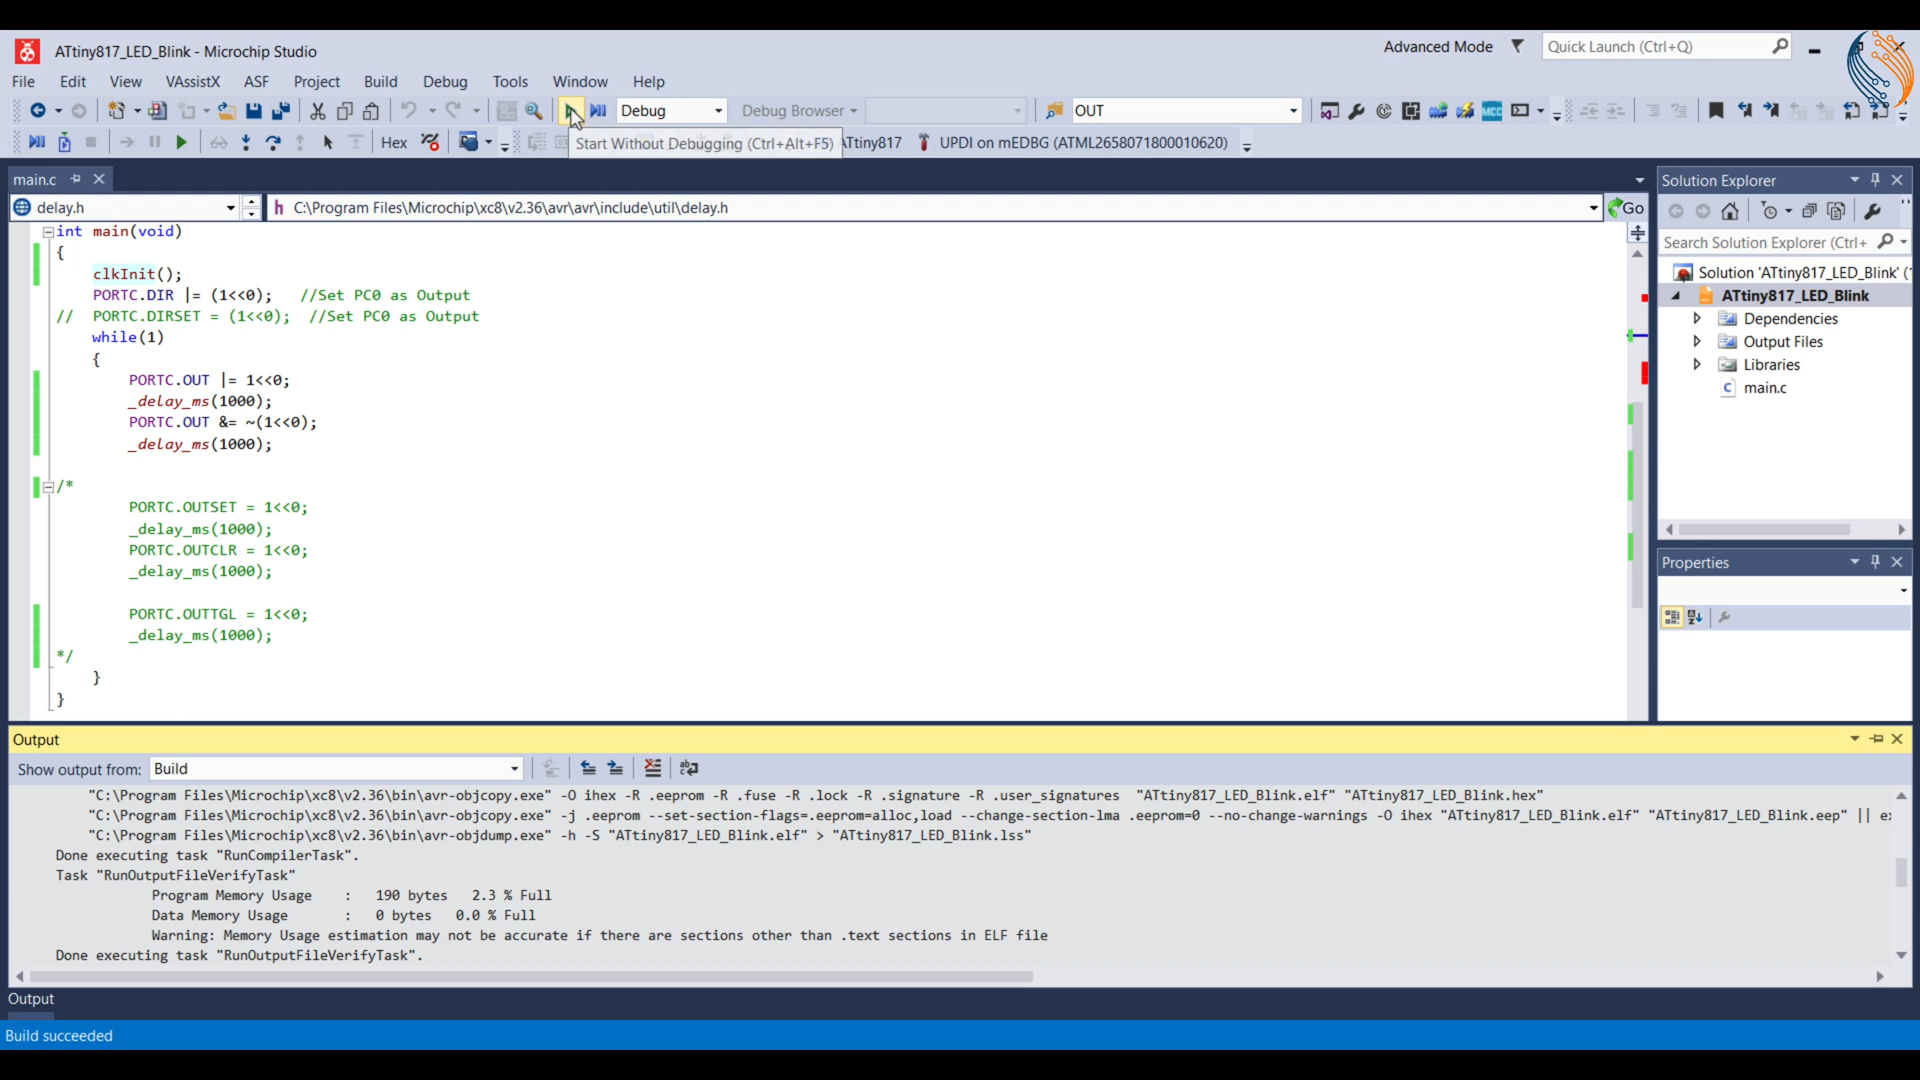 ATtiny817_LED_Blink - Microchip Studio
Advanced Mode
Quick Launch (Ctrl+Q)
File Edit View VAssistX ASF Project Build Debug Tools Window Help
Debug
Debug Browser
OUT
Hex
Start Without Debugging (Ctrl+Alt+F5)
ATtiny817
UPDI on mEDBG (ATML2658071800010620)
main.c
delay.h
C:\Program Files\Microchip\xc8\v2.36\avr\avr\include\util\delay.h
Go
int main(void)
{
clkInit();
PORTC.DIR |= (1<<0); //Set PC0 as Output
// PORTC.DIRSET = (1<<0); //Set PC0 as Output
while(1)
{
PORTC.OUT |= 1<<0;
_delay_ms(1000);
PORTC.OUT &= ~(1<<0);
_delay_ms(1000);
/*
PORTC.OUTSET = 1<<0;
_delay_ms(1000);
PORTC.OUTCLR = 1<<0;
_delay_ms(1000);
PORTC.OUTTGL = 1<<0;
_delay_ms(1000);
*/
}
}
Solution Explorer
Search Solution Explorer (Ctrl+
Solution 'ATtiny817_LED_Blink' (
ATtiny817_LED_Blink
Dependencies
Output Files
Libraries
main.c
Properties
Output
Show output from: Build
"C:\Program Files\Microchip\xc8\v2.36\bin\avr-objcopy.exe" -O ihex -R .eeprom -R .fuse -R .lock -R .signature -R .user_signatures "ATtiny817_LED_Blink.elf" "ATtiny817_LED_Blink.hex"
"C:\Program Files\Microchip\xc8\v2.36\bin\avr-objcopy.exe" -j .eeprom --set-section-flags=.eeprom=alloc,load --change-section-lma .eeprom=0 --no-change-warnings -O ihex "ATtiny817_LED_Blink.elf" "ATtiny817_LED_Blink.eep" || e
"C:\Program Files\Microchip\xc8\v2.36\bin\avr-objdump.exe" -h -S "ATtiny817_LED_Blink.elf" > "ATtiny817_LED_Blink.lss"
Done executing task "RunCompilerTask".
Task "RunOutputFileVerifyTask"
Program Memory Usage : 190 bytes 2.3 % Full
Data Memory Usage : 0 bytes 0.0 % Full
Warning: Memory Usage estimation may not be accurate if there are sections other than .text sections in ELF file
Done executing task "RunOutputFileVerifyTask".
Output
Build succeeded